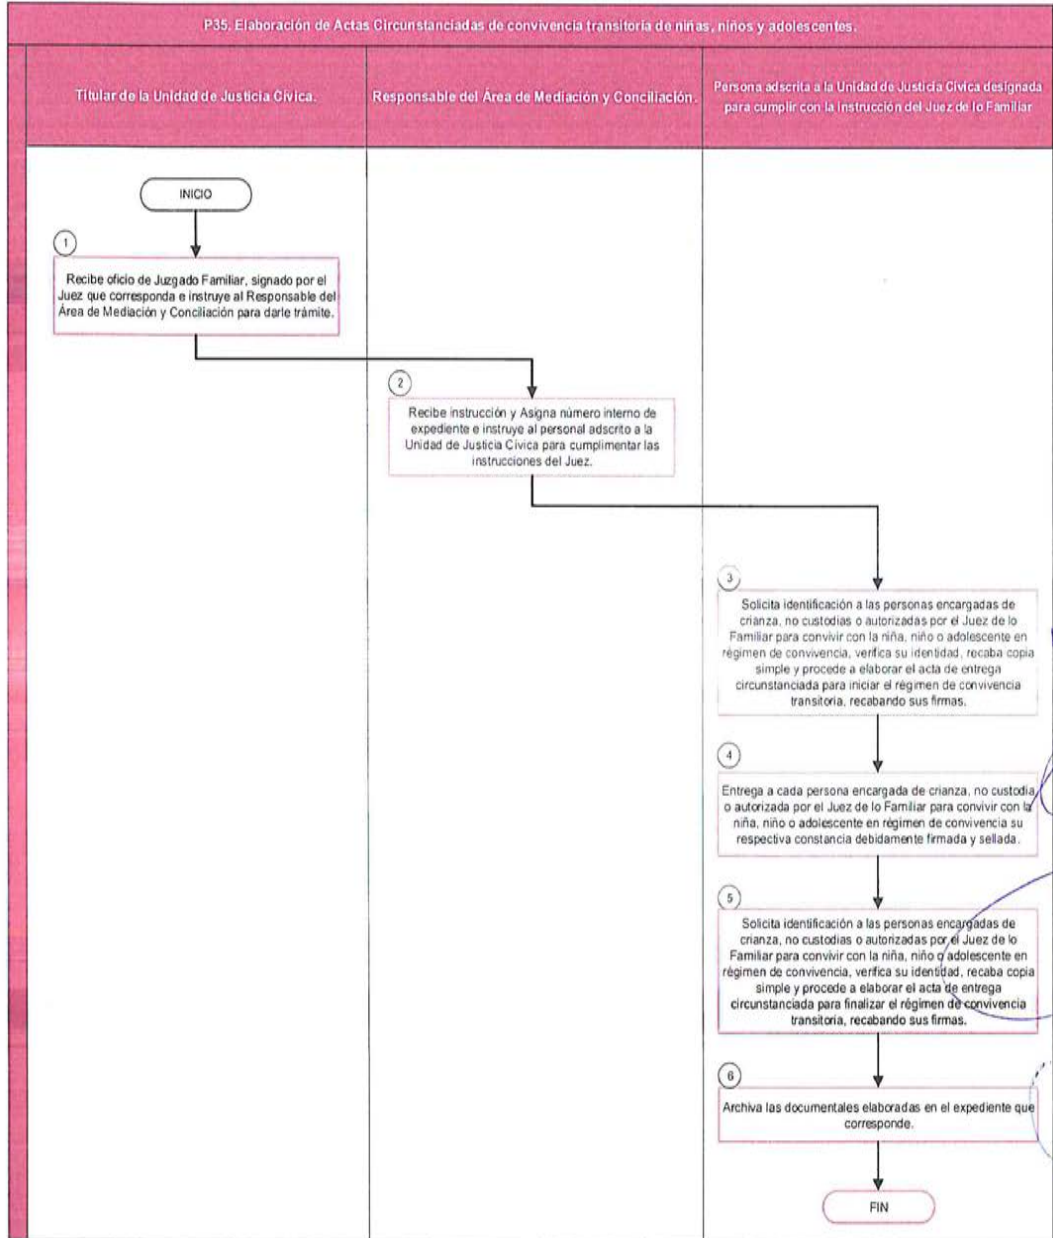 P35. Elaboración de Actas Circunstanciadas de convivencia transitoria de niñas, niños y adolescentes.
Titular de la Unidad de Justicia Cívica.
Responsable del Área de Mediación y Conciliación.
Persona adscrita a la Unidad de Justicia Cívica designada
para cumplir con la Instrucción del Juez de lo Familiar
INICIO
1
Recibe oficio de Juzgado Familiar, signado por el
Juez que corresponda e instruye al Responsable del
Área de Mediación y Conciliación para darle trámite.
2
Recibe instrucción y Asigna número interno de
expediente e instruye al personal adscrito a la
Unidad de Justicia Cívica para cumplimentar las
instrucciones del Juez.
3
Solicita identificación a las personas encargadas de
crianza, no custodias o autorizadas por el Juez de lo
Familiar para convivir con la niña, niño o adolescente en
régimen de convivencia, verifica su identidad, recaba copia
simple y procede a elaborar el acta de entrega
circunstanciada para iniciar el régimen de convivencia
transitoria, recabando sus firmas.
4
Entrega a cada persona encargada de crianza, no custodia
o autorizada por el Juez de lo Familiar para convivir con la
niña, niño o adolescente en régimen de convivencia su
respectiva constancia debidamente firmada y sellada.
5
Solicita identificación a las personas encargadas de
crianza, no custodias o autorizadas por el Juez de lo
Familiar para convivir con la niña, niño o adolescente en
régimen de convivencia, verifica su identidad, recaba copia
simple y procede a elaborar el acta de entrega
circunstanciada para finalizar el régimen de convivencia
transitoria, recabando sus firmas.
6
Archiva las documentales elaboradas en el expediente que
corresponde.
FIN